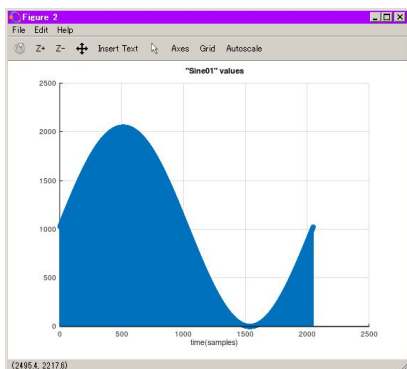 Figure 2
File Edit Help
Z+ Z- Insert Text Axes Grid Autoscale
"Sine01" values
2500
2000
1500
1000
500
0
0 500 1000 1500 2000 2500
time(samples)
(2495.4, 2217.6)